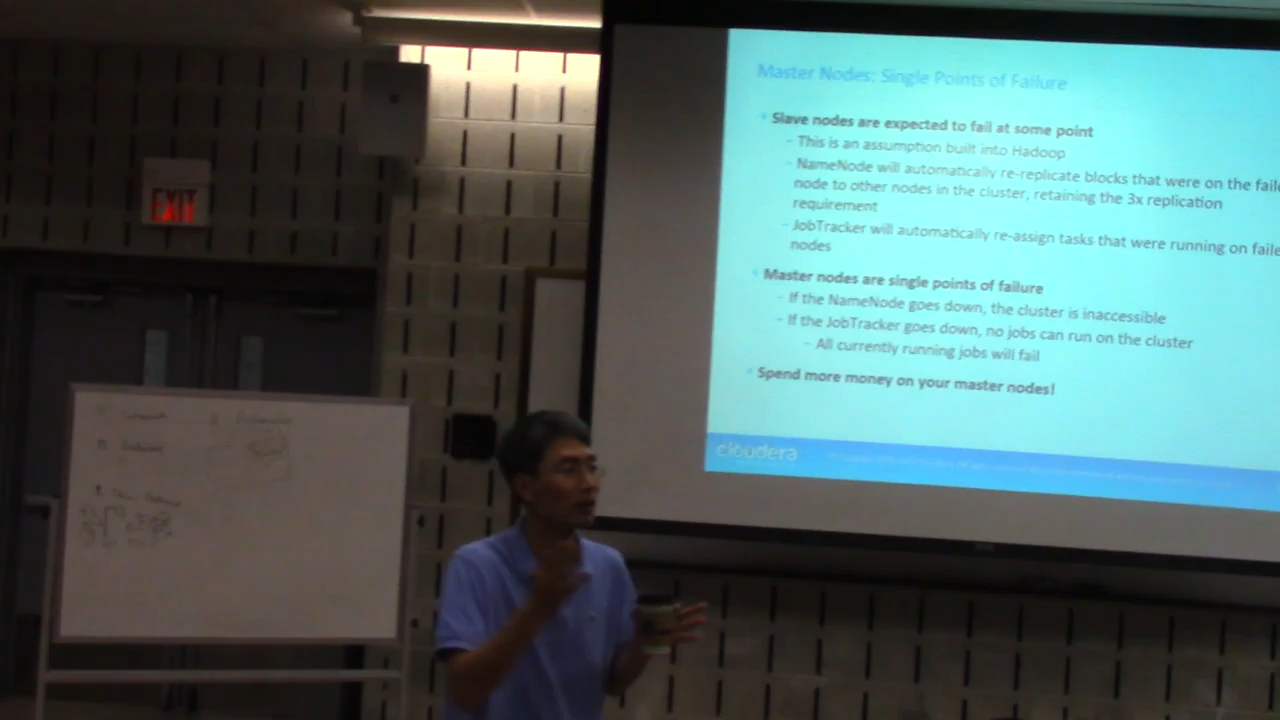 EXIT
Master Nodes: Single Points of Failure
Slave nodes are expected to fail at some point
- This is an assumption built into Hadoop
- NameNode will automatically re-replicate blocks that were on the faile
node to other nodes in the cluster, retaining the 3x replication
requirement
- JobTracker will automatically re-assign tasks that were running on faile
nodes
Master nodes are single points of failure
- If the NameNode goes down, the cluster is inaccessible
- If the JobTracker goes down, no jobs can run on the cluster
- All currently running jobs will fail
Spend more money on your master nodes!
cloudera